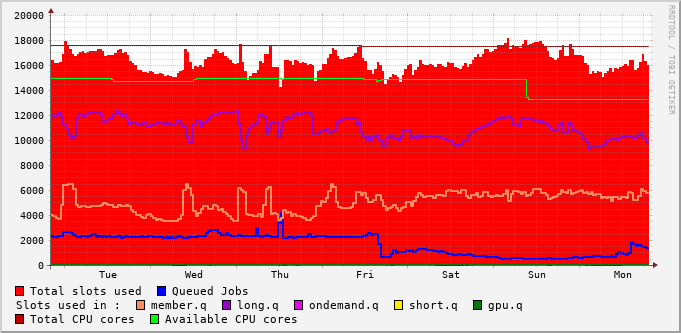 20000
18000
16000
14000
12000
10000
8000
6000
4000
2000
0
Tue Wed Thu Fri Sat Sun Mon
RRDTOOL / TOBI OETIKER
Total slots used Queued Jobs
Slots used in : member.q long.q ondemand.q short.q gpu.q
Total CPU cores Available CPU cores